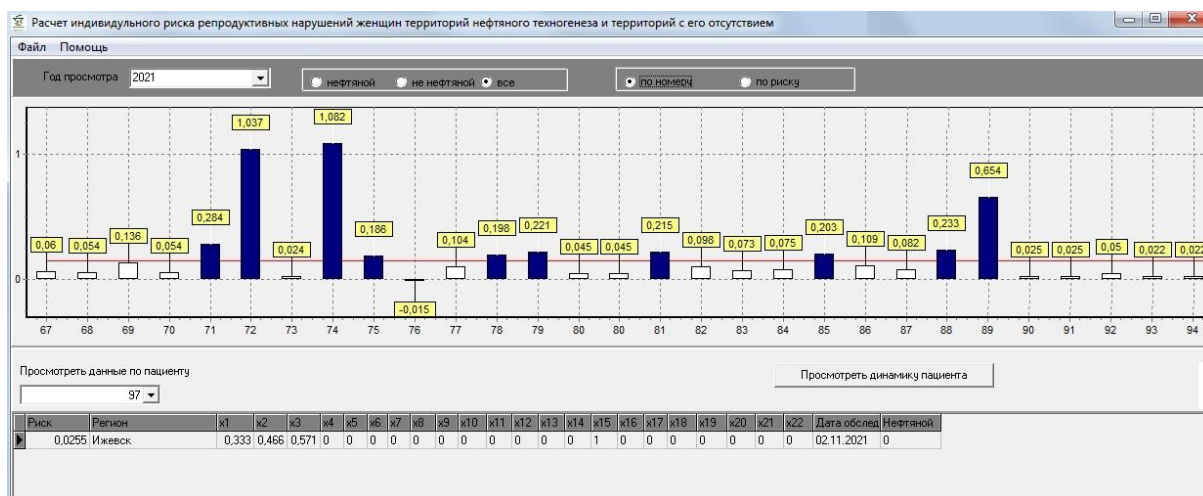 Расчет индивидульного риска репродуктивных нарушений женщин территорий нефтяного техногенеза и территорий с его отсутствием
Файл Помощь
Год просмотра 2021 нефтяной не нефтяной все по номеру по риску
1,037 1,082
0,654
0,284
0,06 0,054 0,136 0,054 0,024 0,186 0,104 0,198 0,221 0,045 0,045 0,215 0,098 0,073 0,075 0,203 0,109 0,082 0,233 0,025 0,025 0,05 0,022 0,022
-0,015
1
0
67 68 69 70 71 72 73 74 75 76 77 78 79 80 80 81 82 83 84 85 86 87 88 89 90 91 92 93 94
Просмотреть данные по пациенту
97
Просмотреть динамику пациента
Риск Регион x1 x2 x3 x4 x5 x6 x7 x8 x9 x10 x11 x12 x13 x14 x15 x16 x17 x18 x19 x20 x21 x22 Дата обслед Нефтяной
0,0255 Ижевск 0,333 0,466 0,571 0 0 0 0 0 0 0 0 0 0 0 1 0 0 0 0 0 0 0 02.11.2021 0